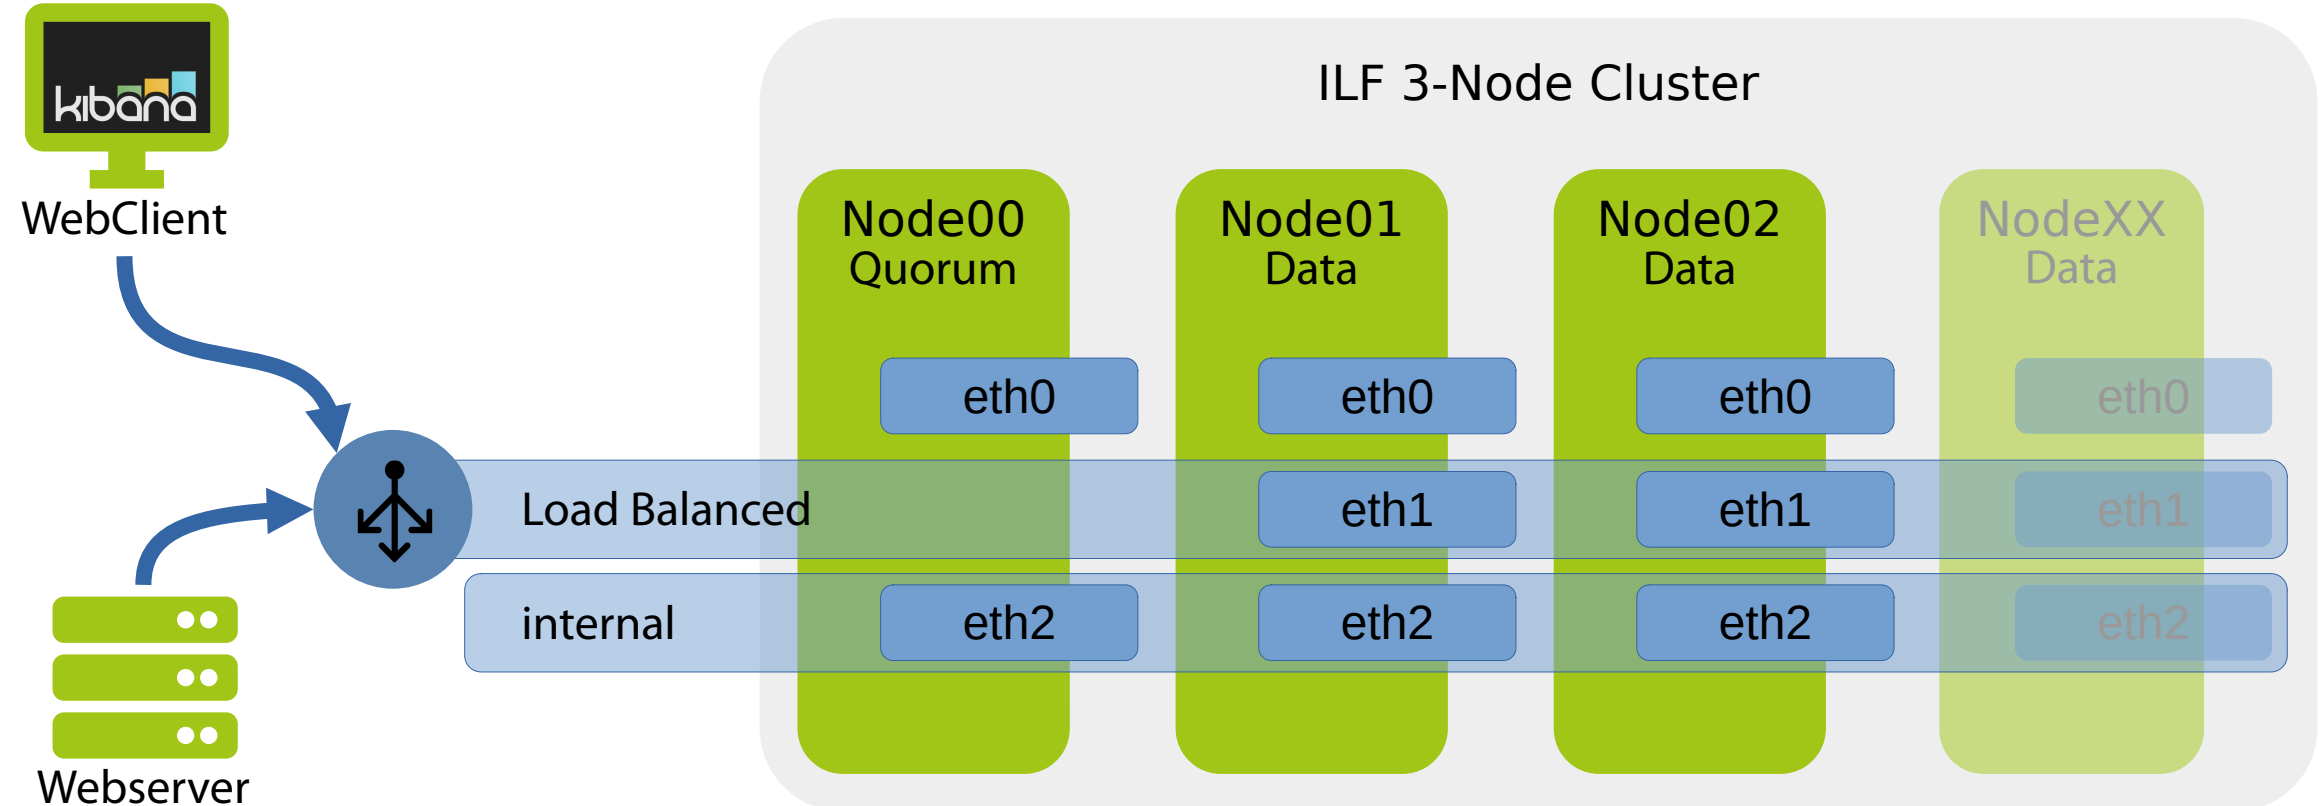 kibana
WebClient
ILF 3-Node Cluster
Node00
Quorum
Node01
Data
Node02
Data
NodeXX
Data
eth0
eth0
eth0
eth0
Load Balanced
eth1
eth1
eth1
internal
eth2
eth2
eth2
eth2
Webserver